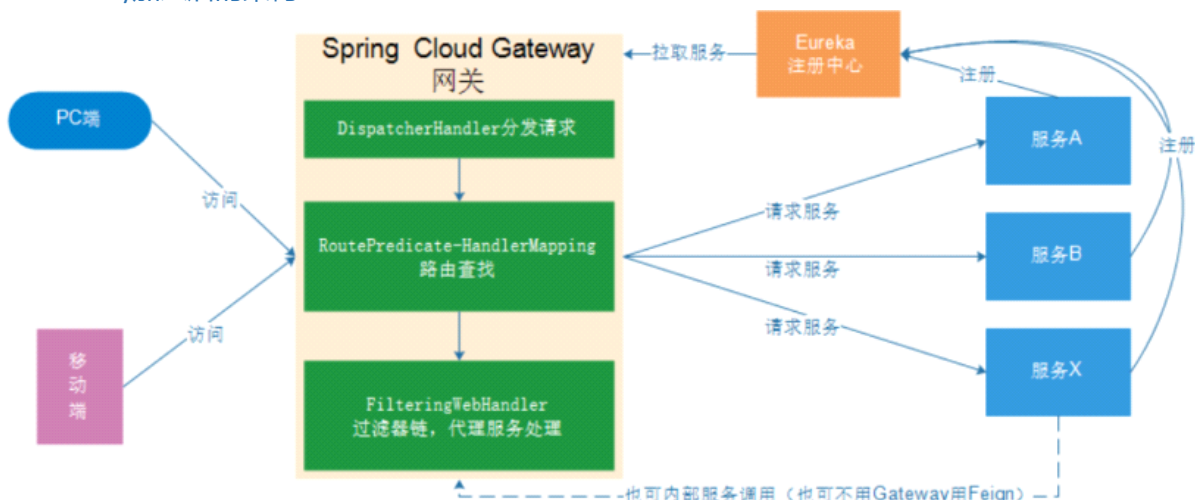 Spring Cloud Gateway
网关
拉取服务
Eureka
注册中心
注册
PC端
DispatcherHandler分发请求
服务A
注册
访问
请求服务
RoutePredicate-HandlerMapping
路由查找
请求服务
服务B
访问
请求服务
移
动
端
服务X
FilteringWebHandler
过滤器链，代理服务处理
也可内部服务调用（也可不用Gateway用Feign）